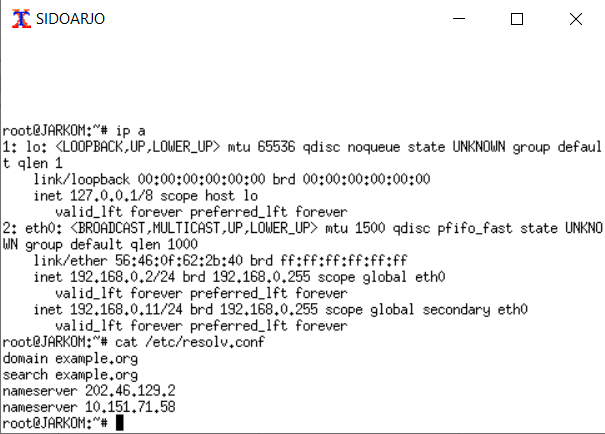 SIDOARJO
root@JARKOM:~# ip a
1: lo: <LOOPBACK,UP,LOWER_UP> mtu 65536 qdisc noqueue state UNKNOWN group defaul
t qlen 1
    link/loopback 00:00:00:00:00:00 brd 00:00:00:00:00:00
    inet 127.0.0.1/8 scope host lo
       valid_lft forever preferred_lft forever
2: eth0: <BROADCAST,MULTICAST,UP,LOWER_UP> mtu 1500 qdisc pfifo_fast state UNKNO
WN group default qlen 1000
    link/ether 56:46:0f:62:2b:40 brd ff:ff:ff:ff:ff:ff
    inet 192.168.0.2/24 brd 192.168.0.255 scope global eth0
       valid_lft forever preferred_lft forever
    inet 192.168.0.11/24 brd 192.168.0.255 scope global secondary eth0
       valid_lft forever preferred_lft forever
root@JARKOM:~# cat /etc/resolv.conf
domain example.org
search example.org
nameserver 202.46.129.2
nameserver 10.151.71.58
root@JARKOM:~#